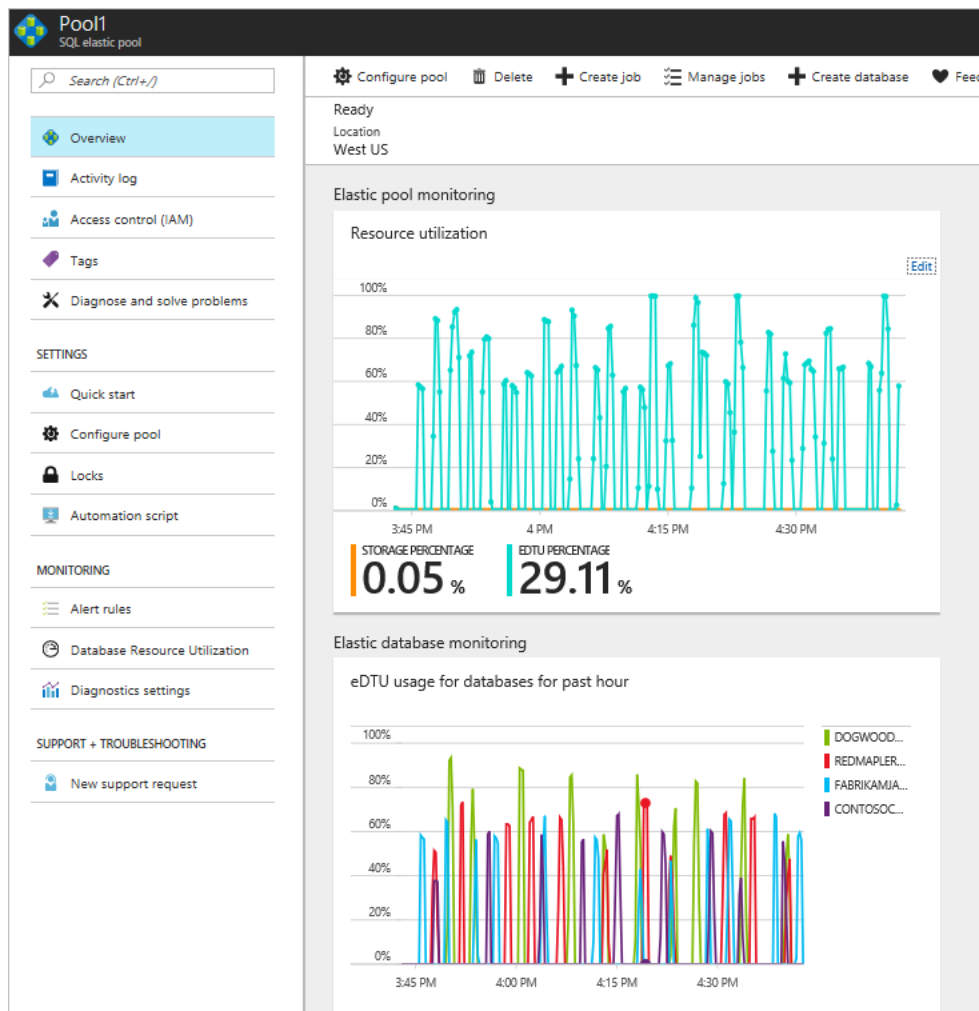 Pool1
SQL elastic pool
Search (Ctrl+/)
Overview
Activity log
Access control (IAM)
Tags
Diagnose and solve problems
SETTINGS
Quick start
Configure pool
Locks
Automation script
MONITORING
Alert rules
Database Resource Utilization
Diagnostics settings
SUPPORT + TROUBLESHOOTING
New support request
Configure pool Delete Create job Manage jobs Create database
Ready
Location
West US
Elastic pool monitoring
Resource utilization
Edit
100%
80%
60%
40%
20%
0%
3:45 PM 4 PM 4:15 PM 4:30 PM
STORAGE PERCENTAGE EDTU PERCENTAGE
0.05 % 29.11 %
Elastic database monitoring
eDTU usage for databases for past hour
100%
80%
60%
40%
20%
0%
3:45 PM 4:00 PM 4:15 PM 4:30 PM
DOGWOOD...
REDMAPLER...
FABRIKAMJA...
CONTOSOC...